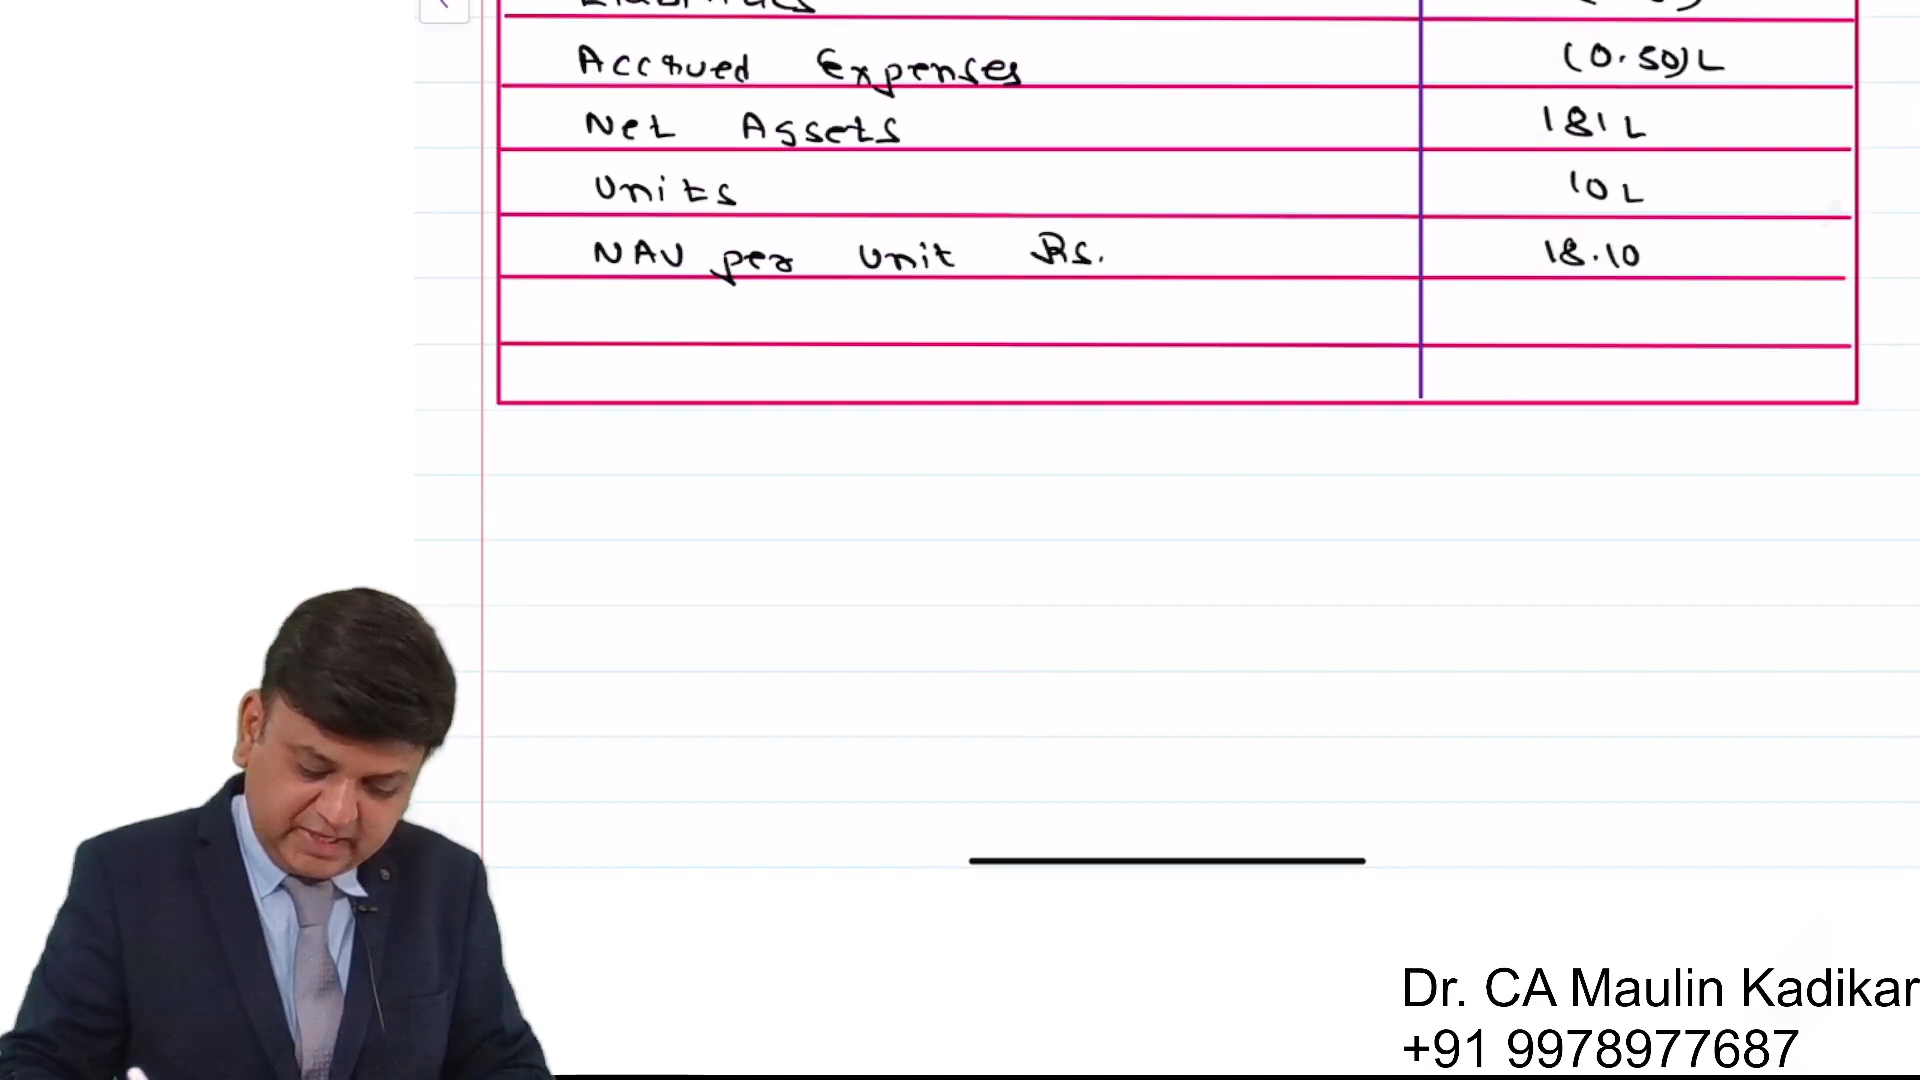 Accrued Expenses (0.50)L
Net Assets 181 L
Units 10 L
NAV per unit Rs. 18.10
Dr. CA Maulin Kadikar
+91 9978977687